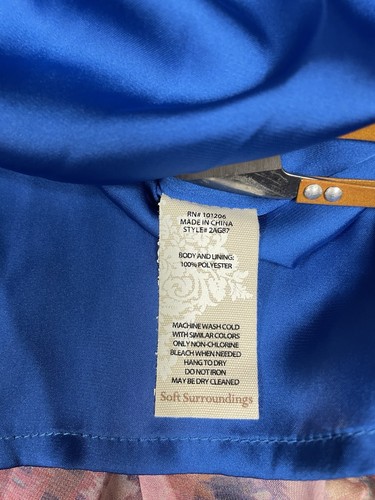 RN# 101206
MADE IN CHINA
STYLE# 2AG87
BODY AND LINING:
100% POLYESTER
MACHINE WASH COLD
WITH SIMILAR COLORS
ONLY NON-CHLORINE
BLEACH WHEN NEEDED
HANG TO DRY
DO NOT IRON
MAY BE DRY CLEANED
Soft Surroundings